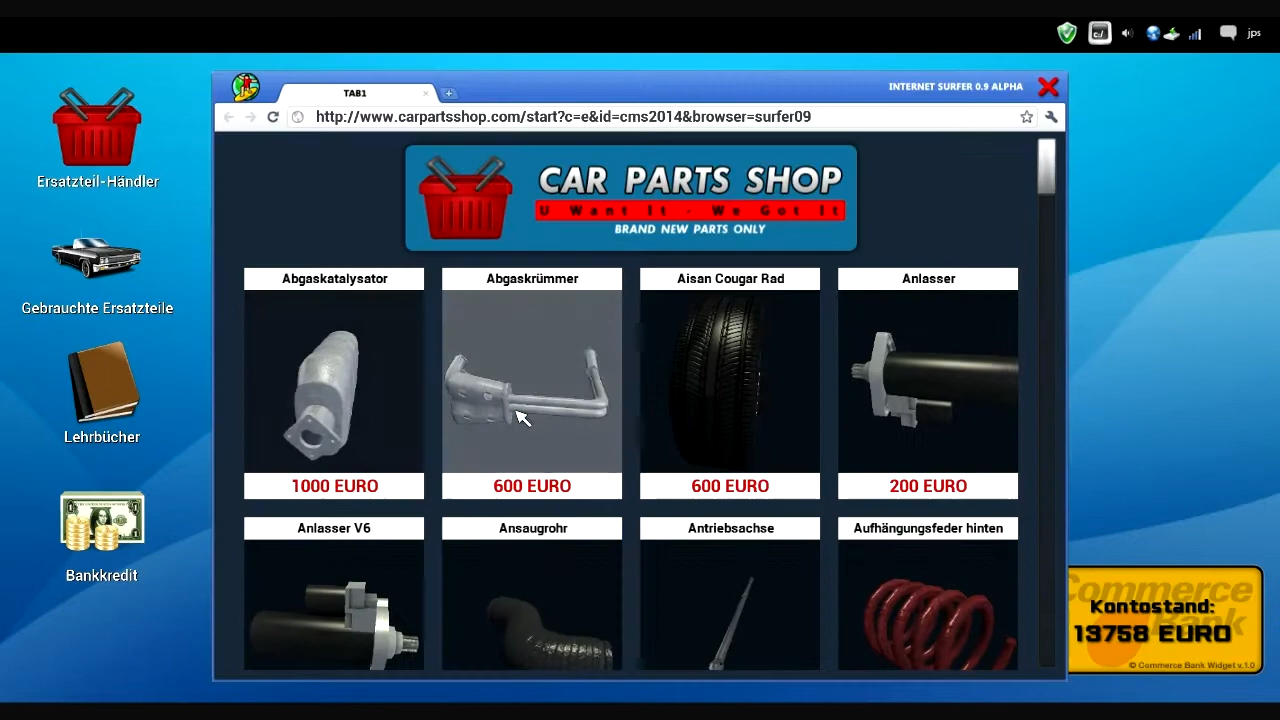 jps
TAB1
INTERNET SURFER 0.9 ALPHA
http://www.carpartsshop.com/start?c=e&id=cms2014&browser=surfer09
Ersatzteil-Händler
Gebrauchte Ersatzteile
Lehrbücher
Bankkredit
CAR PARTS SHOP
U Want It - We Got It
BRAND NEW PARTS ONLY
Abgaskatalysator
Abgaskrümmer
Aisan Cougar Rad
Anlasser
1000 EURO
600 EURO
600 EURO
200 EURO
Anlasser V6
Ansaugrohr
Antriebsachse
Aufhängungsfeder hinten
Commerce
Bank
Kontostand:
13758 EURO
© Commerce Bank Widget v.1.0